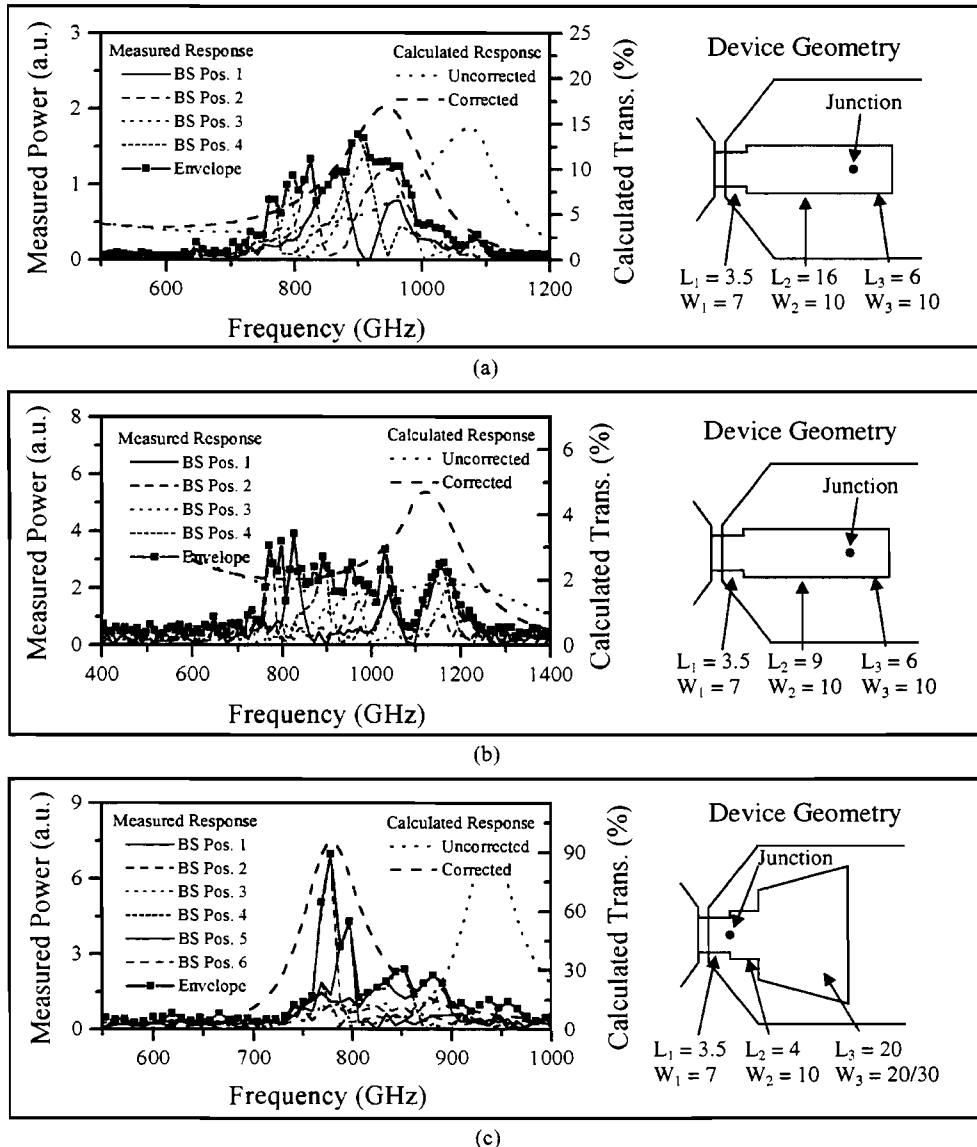 Measured Power (a.u.)
3
2
1
0
Measured Response
BS Pos. 1
BS Pos. 2
BS Pos. 3
BS Pos. 4
Envelope
Calculated Response
Uncorrected
Corrected
25
20
15
10
5
0
Calculated Trans. (%)
600 800 1000 1200
Frequency (GHz)
Device Geometry
Junction
L₁ = 3.5 L₂ = 16 L₃ = 6
W₁ = 7 W₂ = 10 W₃ = 10
(a)
Measured Power (a.u.)
8
6
4
2
0
Measured Response
BS Pos. 1
BS Pos. 2
BS Pos. 3
BS Pos. 4
Envelope
Calculated Response
Uncorrected
Corrected
6
4
2
0
Calculated Trans. (%)
400 600 800 1000 1200 1400
Frequency (GHz)
Device Geometry
Junction
L₁ = 3.5 L₂ = 9 L₃ = 6
W₁ = 7 W₂ = 10 W₃ = 10
(b)
Measured Power (a.u.)
9
6
3
0
Measured Response
BS Pos. 1
BS Pos. 2
BS Pos. 3
BS Pos. 4
BS Pos. 5
BS Pos. 6
Envelope
Calculated Response
Uncorrected
Corrected
90
60
30
0
Calculated Trans. (%)
600 700 800 900 1000
Frequency (GHz)
Device Geometry
Junction
L₁ = 3.5 L₂ = 4 L₃ = 20
W₁ = 7 W₂ = 10 W₃ = 20/30
(c)